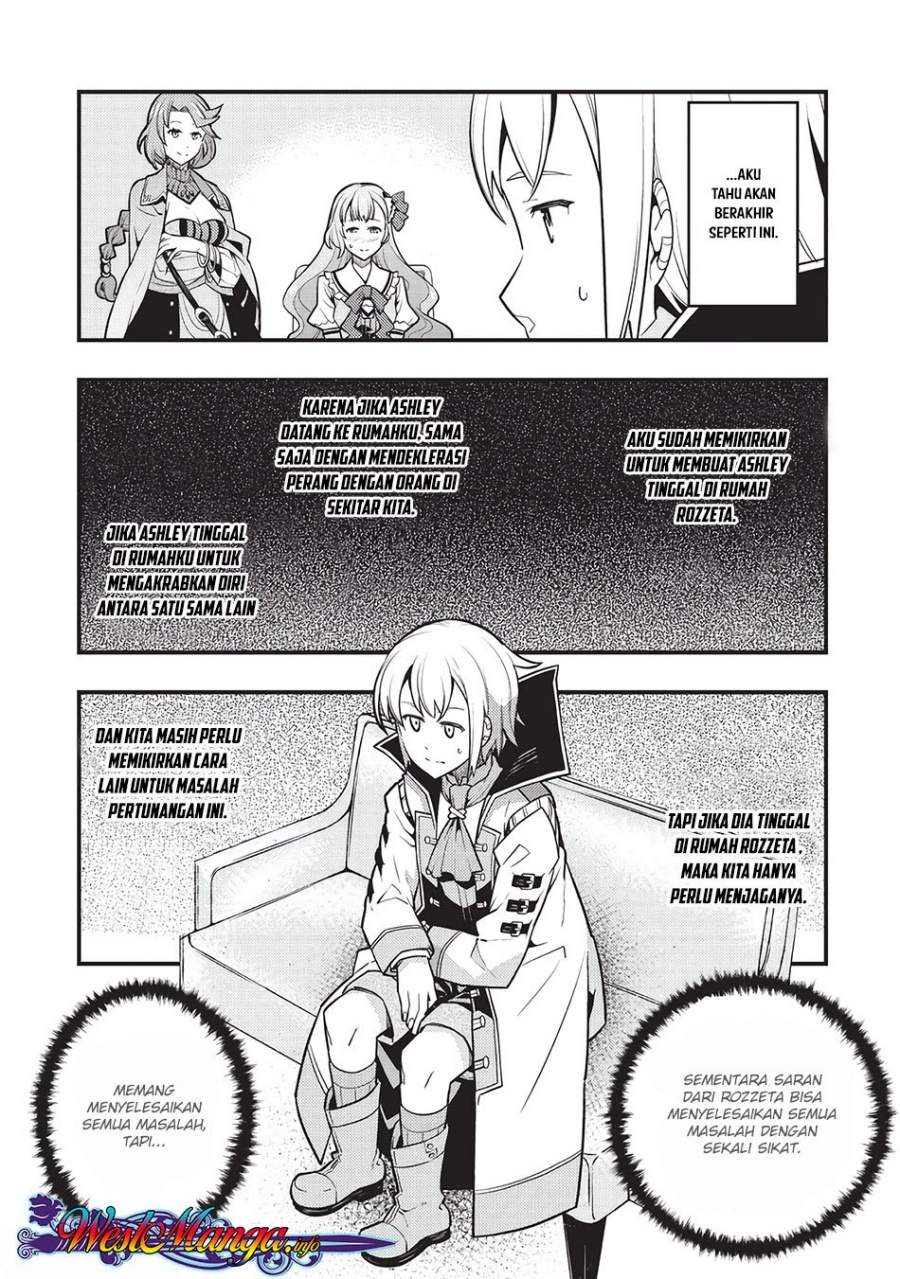 ...AKU
TAHU AKAN
BERAKHIR
SEPERTI INI.
AKU SUDAH MEMIKIRKAN
UNTUK MEMBUAT ASHLEY
TINGGAL DI RUMAH
ROZZETA.
KARENA JIKA ASHLEY
DATANG KE RUMAHKU, SAMA
SAJA DENGAN MENDEKLERASI
PERANG DENGAN ORANG DI
SEKITAR KITA.
JIKA ASHLEY TINGGAL
DI RUMAHKU UNTUK
MENGAKRABKAN DIRI
ANTARA SATU SAMA LAIN
TAPI JIKA DIA TINGGAL
DI RUMAH ROZZETA ,
MAKA KITA HANYA
PERLU MENJAGANYA.
DAN KITA MASIH PERLU
MEMIKIRKAN CARA
LAIN UNTUK MASALAH
PERTUNANGAN INI.
SEMENTARA SARAN
DARI ROZZETA BISA
MENYELESAIKAN SEMUA
MASALAH DENGAN
SEKALI SIKAT.
MEMANG
MENYELESAIKAN
SEMUA MASALAH,
TAPI...
WestManga.info